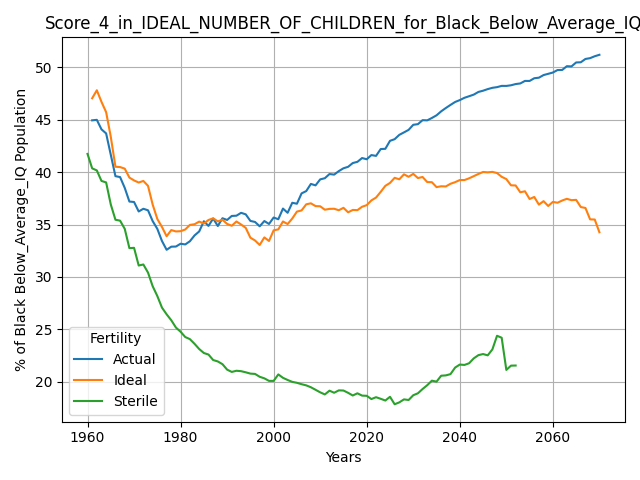 Score_4_in_IDEAL_NUMBER_OF_CHILDREN_for_Black_Below_Average_IQ
% of Black Below_Average_IQ Population
50
45
40
35
30
25
20
Fertility
Actual
Ideal
Sterile
1960 1980 2000 2020 2040 2060
Years